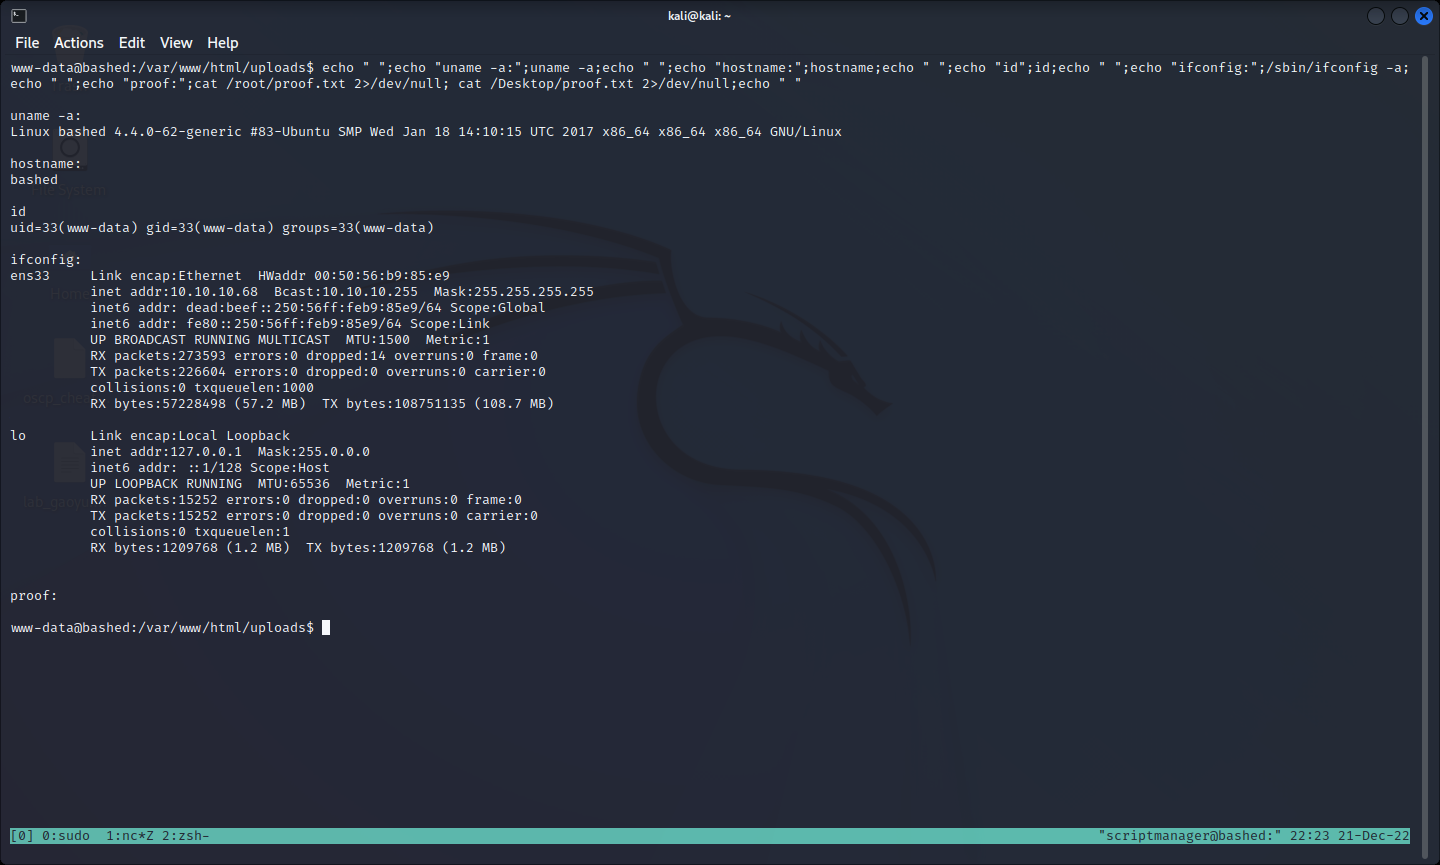 kali@kali: ~
File Actions Edit View Help
www-data@bashed:/var/www/html/uploads$ echo " ";echo "uname -a:";uname -a;echo " ";echo "hostname:";hostname;echo " ";echo "id";id;echo " ";echo "ifconfig:";/sbin/ifconfig -a;
echo " ";echo "proof:";cat /root/proof.txt 2>/dev/null; cat /Desktop/proof.txt 2>/dev/null;echo " "
uname -a:
Linux bashed 4.4.0-62-generic #83-Ubuntu SMP Wed Jan 18 14:10:15 UTC 2017 x86_64 x86_64 x86_64 GNU/Linux
hostname:
bashed
id
uid=33(www-data) gid=33(www-data) groups=33(www-data)
ifconfig:
ens33     Link encap:Ethernet  HWaddr 00:50:56:b9:85:e9
inet addr:10.10.10.68  Bcast:10.10.10.255  Mask:255.255.255.255
inet6 addr: dead:beef::250:56ff:feb9:85e9/64 Scope:Global
inet6 addr: fe80::250:56ff:feb9:85e9/64 Scope:Link
UP BROADCAST RUNNING MULTICAST  MTU:1500  Metric:1
RX packets:273593 errors:0 dropped:14 overruns:0 frame:0
TX packets:226604 errors:0 dropped:0 overruns:0 carrier:0
collisions:0 txqueuelen:1000
RX bytes:57228498 (57.2 MB)  TX bytes:108751135 (108.7 MB)
lo        Link encap:Local Loopback
inet addr:127.0.0.1  Mask:255.0.0.0
inet6 addr: ::1/128 Scope:Host
UP LOOPBACK RUNNING  MTU:65536  Metric:1
RX packets:15252 errors:0 dropped:0 overruns:0 frame:0
TX packets:15252 errors:0 dropped:0 overruns:0 carrier:0
collisions:0 txqueuelen:1
RX bytes:1209768 (1.2 MB)  TX bytes:1209768 (1.2 MB)
proof:
www-data@bashed:/var/www/html/uploads$
[0] 0:sudo  1:nc*Z 2:zsh- "scriptmanager@bashed:" 22:23 21-Dec-22